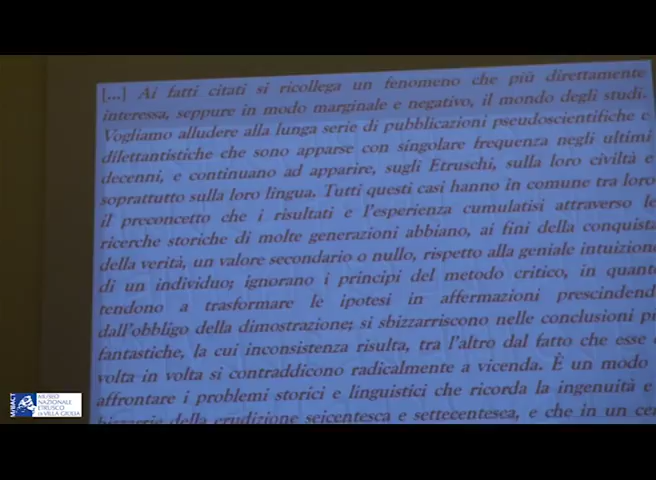 [...] Ai fatti citati si ricollega un fenomeno che più direttamente
interessa, seppure in modo marginale e negativo, il mondo degli studi.
Vogliamo alludere alla lunga serie di pubblicazioni pseudoscientifiche e
dilettantistiche che sono apparse con singolare frequenza negli ultimi
decenni, e continuano ad apparire, sugli Etruschi, sulla loro civiltà e
soprattutto sulla loro lingua. Tutti questi casi hanno in comune tra loro
il preconcetto che i risultati e l'esperienza cumulatisi attraverso le
ricerche storiche di molte generazioni abbiano, ai fini della conquista
della verità, un valore secondario o nullo, rispetto alla geniale intuizione
di un individuo; ignorano i principi del metodo critico, in quant
tendono a trasformare le ipotesi in affermazioni prescindend
dall'obbligo della dimostrazione; si sbizzarriscono nelle conclusioni pi
fantastiche, la cui inconsistenza risulta, tra l'altro dal fatto che esse
volta in volta si contraddicono radicalmente a vicenda. È un modo
affrontare i problemi storici e linguistici che ricorda la ingenuità e
bizzarrie della erudizione seicentesca e settecentesca, e che in un cer
MiBACT
MUSEO
NAZIONALE
ETRUSCO
DI VILLA GIULIA